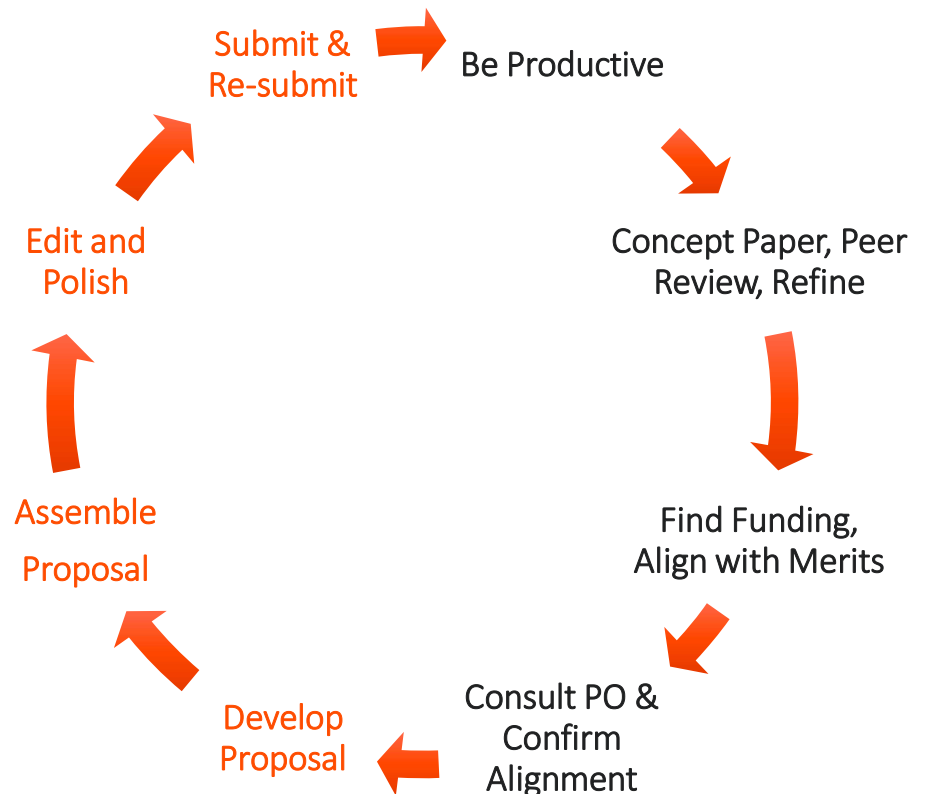 Submit &
Re-submit
Be Productive
Concept Paper, Peer
Review, Refine
Find Funding,
Align with Merits
Consult PO &
Confirm
Alignment
Develop
Proposal
Assemble
Proposal
Edit and
Polish